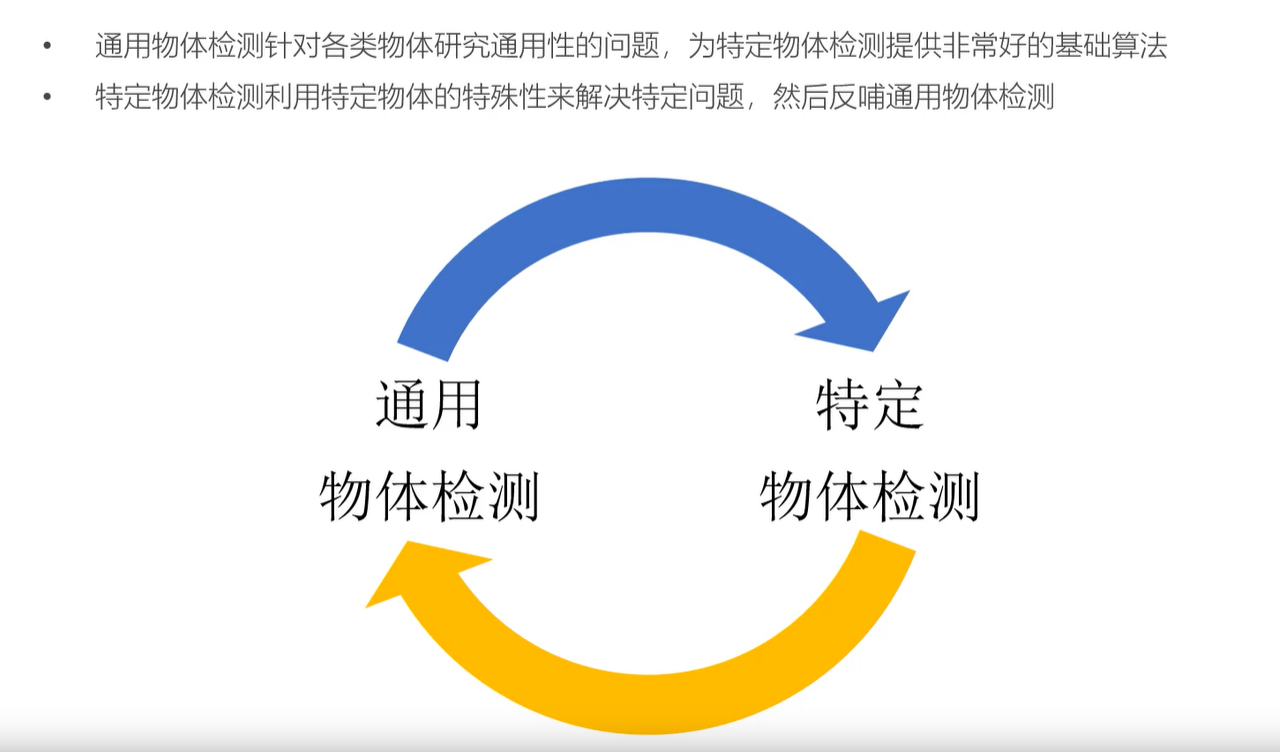 • 通用物体检测针对各类物体研究通用性的问题，为特定物体检测提供非常好的基础算法
• 特定物体检测利用特定物体的特殊性来解决特定问题，然后反哺通用物体检测
通用
物体检测
特定
物体检测